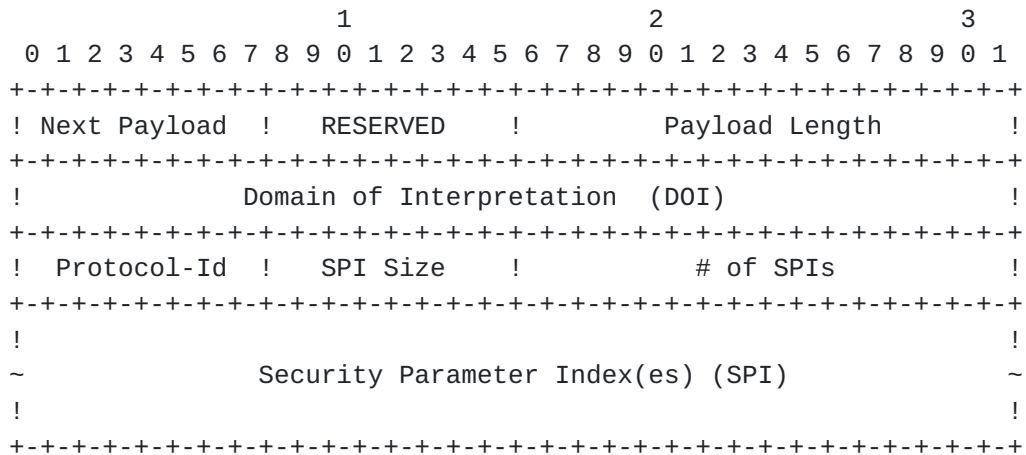 1                   2                   3
 0 1 2 3 4 5 6 7 8 9 0 1 2 3 4 5 6 7 8 9 0 1 2 3 4 5 6 7 8 9 0 1
+-+-+-+-+-+-+-+-+-+-+-+-+-+-+-+-+-+-+-+-+-+-+-+-+-+-+-+-+-+-+-+-+
! Next Payload  !   RESERVED    !         Payload Length        !
+-+-+-+-+-+-+-+-+-+-+-+-+-+-+-+-+-+-+-+-+-+-+-+-+-+-+-+-+-+-+-+-+
!              Domain of Interpretation  (DOI)                  !
+-+-+-+-+-+-+-+-+-+-+-+-+-+-+-+-+-+-+-+-+-+-+-+-+-+-+-+-+-+-+-+-+
!  Protocol-Id  !   SPI Size    !           # of SPIs           !
+-+-+-+-+-+-+-+-+-+-+-+-+-+-+-+-+-+-+-+-+-+-+-+-+-+-+-+-+-+-+-+-+
!                                                               !
~               Security Parameter Index(es) (SPI)              ~
!                                                               !
+-+-+-+-+-+-+-+-+-+-+-+-+-+-+-+-+-+-+-+-+-+-+-+-+-+-+-+-+-+-+-+-+